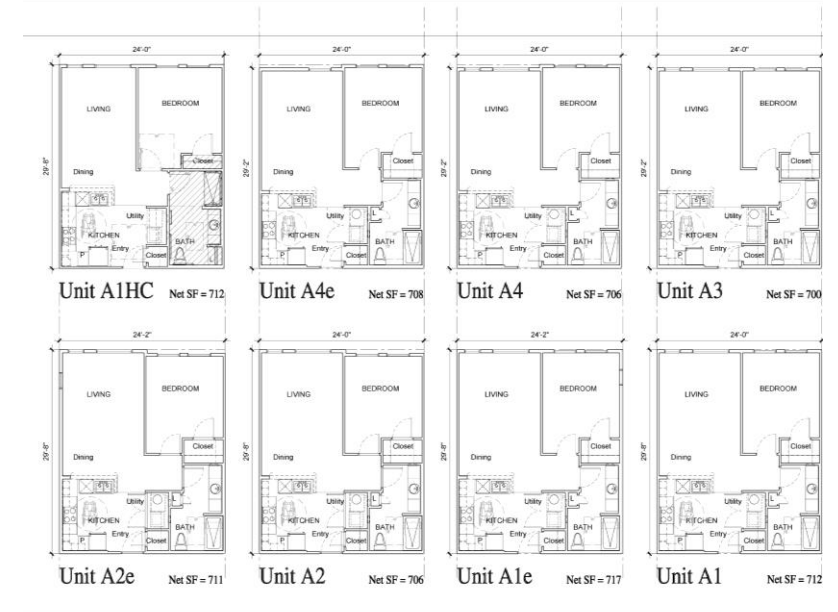 24'-0" 24'-0" 24'-0" 24'-0"
LIVING BEDROOM LIVING BEDROOM LIVING BEDROOM LIVING BEDROOM
29'-8" 29'-2" 29'-2" 29'-2"
Closet Closet Closet Closet
Dining Dining Dining Dining
Utility L Utility L Utility L Utility
KITCHEN BATH KITCHEN BATH KITCHEN BATH KITCHEN BATH
Entry Entry Entry Entry
P Closet P Closet P Closet P Closet
Unit A1HC Net SF = 712 Unit A4e Net SF = 708 Unit A4 Net SF = 706 Unit A3 Net SF = 700
24'-2" 24'-0" 24'-2" 24'-0"
LIVING BEDROOM LIVING BEDROOM LIVING BEDROOM LIVING BEDROOM
29'-8" 29'-8" 29'-8" 29'-8"
Closet Closet Closet Closet
Dining Dining Dining Dining
Utility L Utility L Utility L Utility L
KITCHEN BATH KITCHEN BATH KITCHEN BATH KITCHEN BATH
Entry Entry Entry Entry
P Closet P Closet P Closet P Closet
Unit A2e Net SF = 711 Unit A2 Net SF = 706 Unit A1e Net SF = 717 Unit A1 Net SF = 712